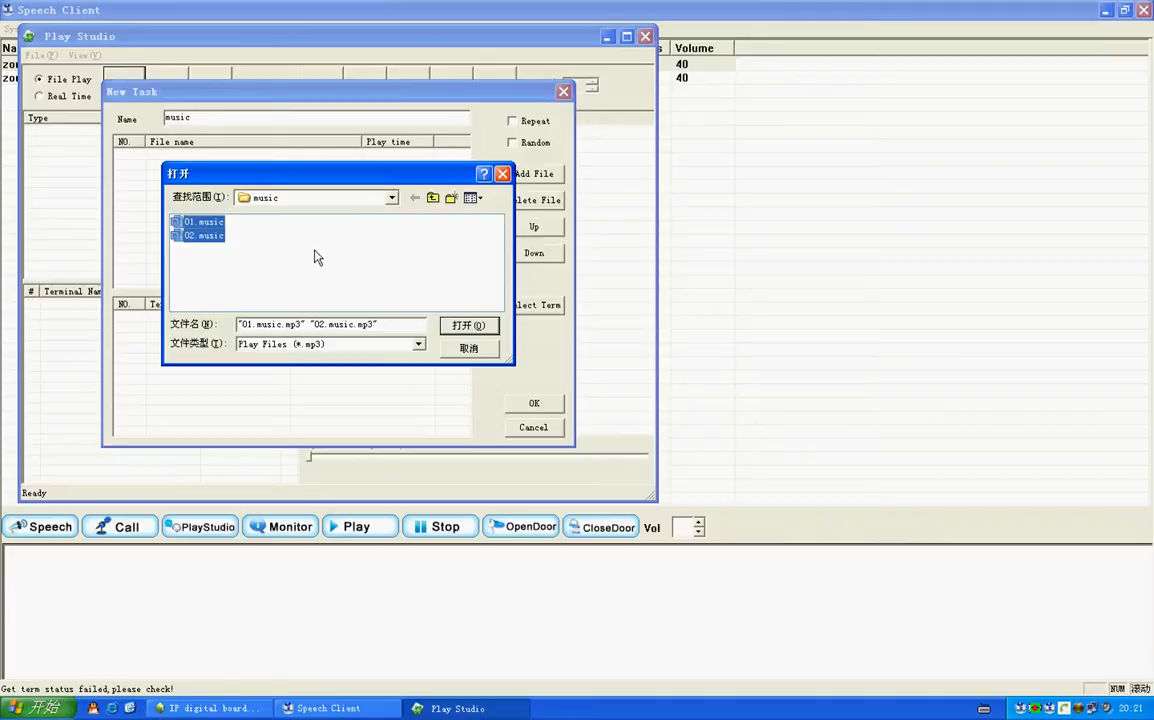 Speech Client
Play Studio
File(F) View(V)
Volume
File Play
40
Real Time
40
New Task
Type
Name music
Repeat
NO. File name Play time
Random
打开
Add File
查找范围(I): music
01.music
02.music
Up
Down
# Terminal Nam
NO.
文件名(N): "01.music.mp3" "02.music.mp3" 打开(O)
文件类型(T): Play Files (*.mp3) 取消
OK
Cancel
Ready
Speech Call PlayStudio Monitor Play Stop OpenDoor CloseDoor Vol
Get term status failed,please check!
NUM 滚动
开始 IP digital board... Speech Client Play Studio 20:21